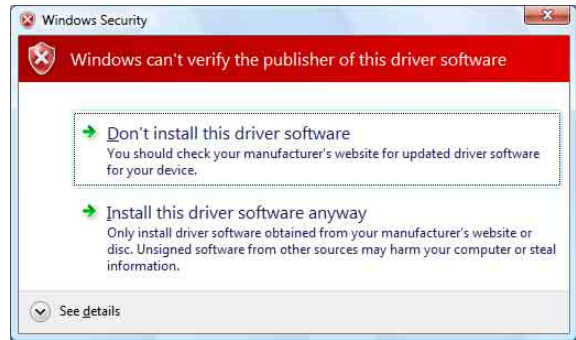 Windows Security
Windows can't verify the publisher of this driver software
Don't install this driver software
You should check your manufacturer's website for updated driver software
for your device.
Install this driver software anyway
Only install driver software obtained from your manufacturer's website or
disc. Unsigned software from other sources may harm your computer or steal
information.
See details